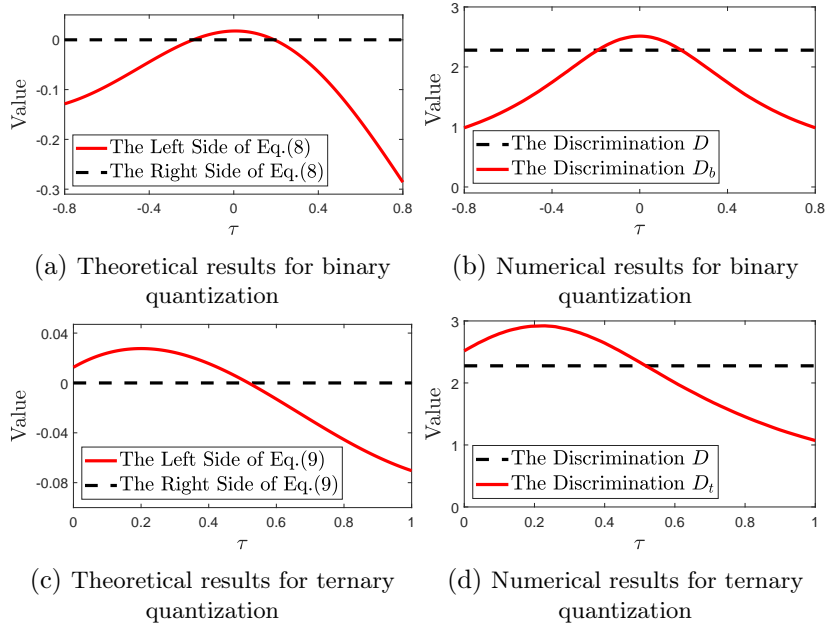 0
-0.1
-0.2
-0.3
Value
The Left Side of Eq.(8)
The Right Side of Eq.(8)
-0.8 -0.4 0 0.4 0.8
τ
(a) Theoretical results for binary
quantization
3
2
1
0
Value
The Discrimination D
The Discrimination D_b
-0.8 -0.4 0 0.4 0.8
τ
(b) Numerical results for binary
quantization
0.04
0
-0.04
-0.08
Value
The Left Side of Eq.(9)
The Right Side of Eq.(9)
0 0.2 0.4 0.6 0.8 1
τ
(c) Theoretical results for ternary
quantization
3
2
1
0
Value
The Discrimination D
The Discrimination D_t
0 0.2 0.4 0.6 0.8 1
τ
(d) Numerical results for ternary
quantization